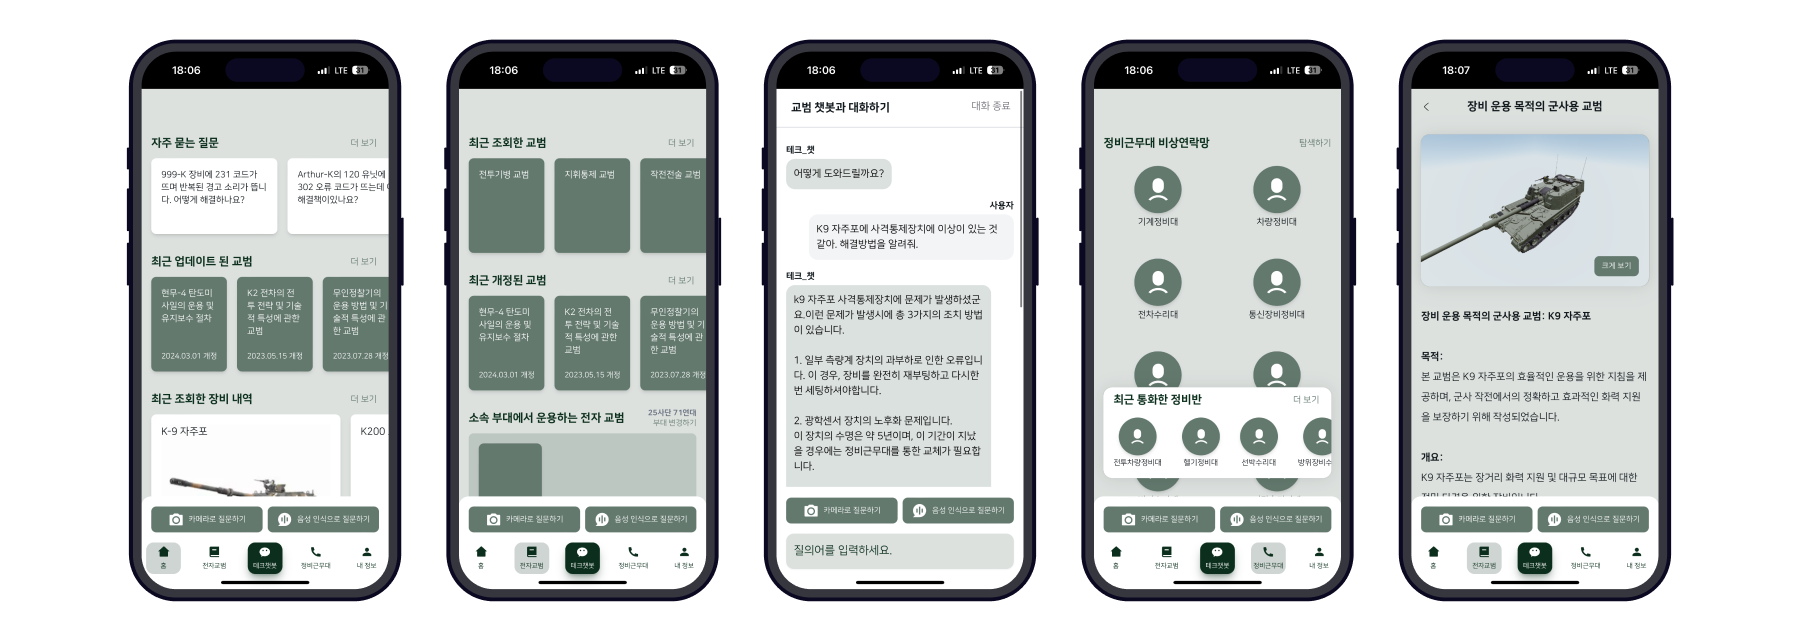 18:06
LTE 31
자주 묻는 질문
더 보기
999-K 장비에 231 코드가
뜨며 반복된 경고 소리가 뜹니
다. 어떻게 해결하나요?
Arthur-K의 120 유닛에
302 오류 코드가 뜨는데
해결책이있나요?
최근 업데이트 된 교범
더 보기
현무-4 탄도미
사일의 운용 및
유지보수 절차
2024.03.01 개정
K2 전차의 전
투 전략 및 기술
적 특성에 관한
교범
2023.05.15 개정
무인정찰기의
운용 방법 및 기
술적 특성에 관
한 교범
2023.07.28 개정
최근 조회한 장비 내역
더 보기
K-9 자주포
K200
카메라로 질문하기
음성 인식으로 질문하기
홈
전자교범
테크챗봇
정비근무대
내 정보
18:06
LTE 31
최근 조회한 교범
더 보기
전투기병 교범
지휘통제 교범
작전전술 교범
최근 개정된 교범
더 보기
현무-4 탄도미
사일의 운용 및
유지보수 절차
2024.03.01 개정
K2 전차의 전
투 전략 및 기술
적 특성에 관한
교범
2023.05.15 개정
무인정찰기의
운용 방법 및 기
술적 특성에 관
한 교범
2023.07.28 개정
소속 부대에서 운용하는 전자 교범
25사단 71연대
부대 변경하기
카메라로 질문하기
음성 인식으로 질문하기
홈
전자교범
테크챗봇
정비근무대
내 정보
18:06
LTE 31
교범 챗봇과 대화하기
대화 종료
테크_챗
어떻게 도와드릴까요?
사용자
K9 자주포에 사격통제장치에 이상이 있는 것
같아. 해결방법을 알려줘.
테크_챗
k9 자주포 사격통제장치에 문제가 발생하셨군
요.이런 문제가 발생시에 총 3가지의 조치 방법
이 있습니다.
1. 일부 측량계 장치의 과부하로 인한 오류입니
다. 이 경우, 장비를 완전히 재부팅하고 다시한
번 세팅하셔야합니다.
2. 광학센서 장치의 노후화 문제입니다.
이 장치의 수명은 약 5년이며, 이 기간이 지났
을 경우에는 정비근무대를 통한 교체가 필요합
니다.
카메라로 질문하기
음성 인식으로 질문하기
질의어를 입력하세요.
18:06
LTE 31
정비근무대 비상연락망
탐색하기
기계정비대
차량정비대
전차수리대
통신장비정비대
최근 통화한 정비반
더 보기
전투차량정비대
헬기정비대
선박수리대
방위장비수
카메라로 질문하기
음성 인식으로 질문하기
홈
전자교범
테크챗봇
정비근무대
내 정보
18:07
LTE 31
장비 운용 목적의 군사용 교범
크게 보기
장비 운용 목적의 군사용 교범: K9 자주포
목적:
본 교범은 K9 자주포의 효율적인 운용을 위한 지침을 제
공하며, 군사 작전에서의 정확하고 효과적인 화력 지원
을 보장하기 위해 작성되었습니다.
개요:
K9 자주포는 장거리 화력 지원 및 대규모 목표에 대한
카메라로 질문하기
음성 인식으로 질문하기
홈
전자교범
테크챗봇
정비근무대
내 정보